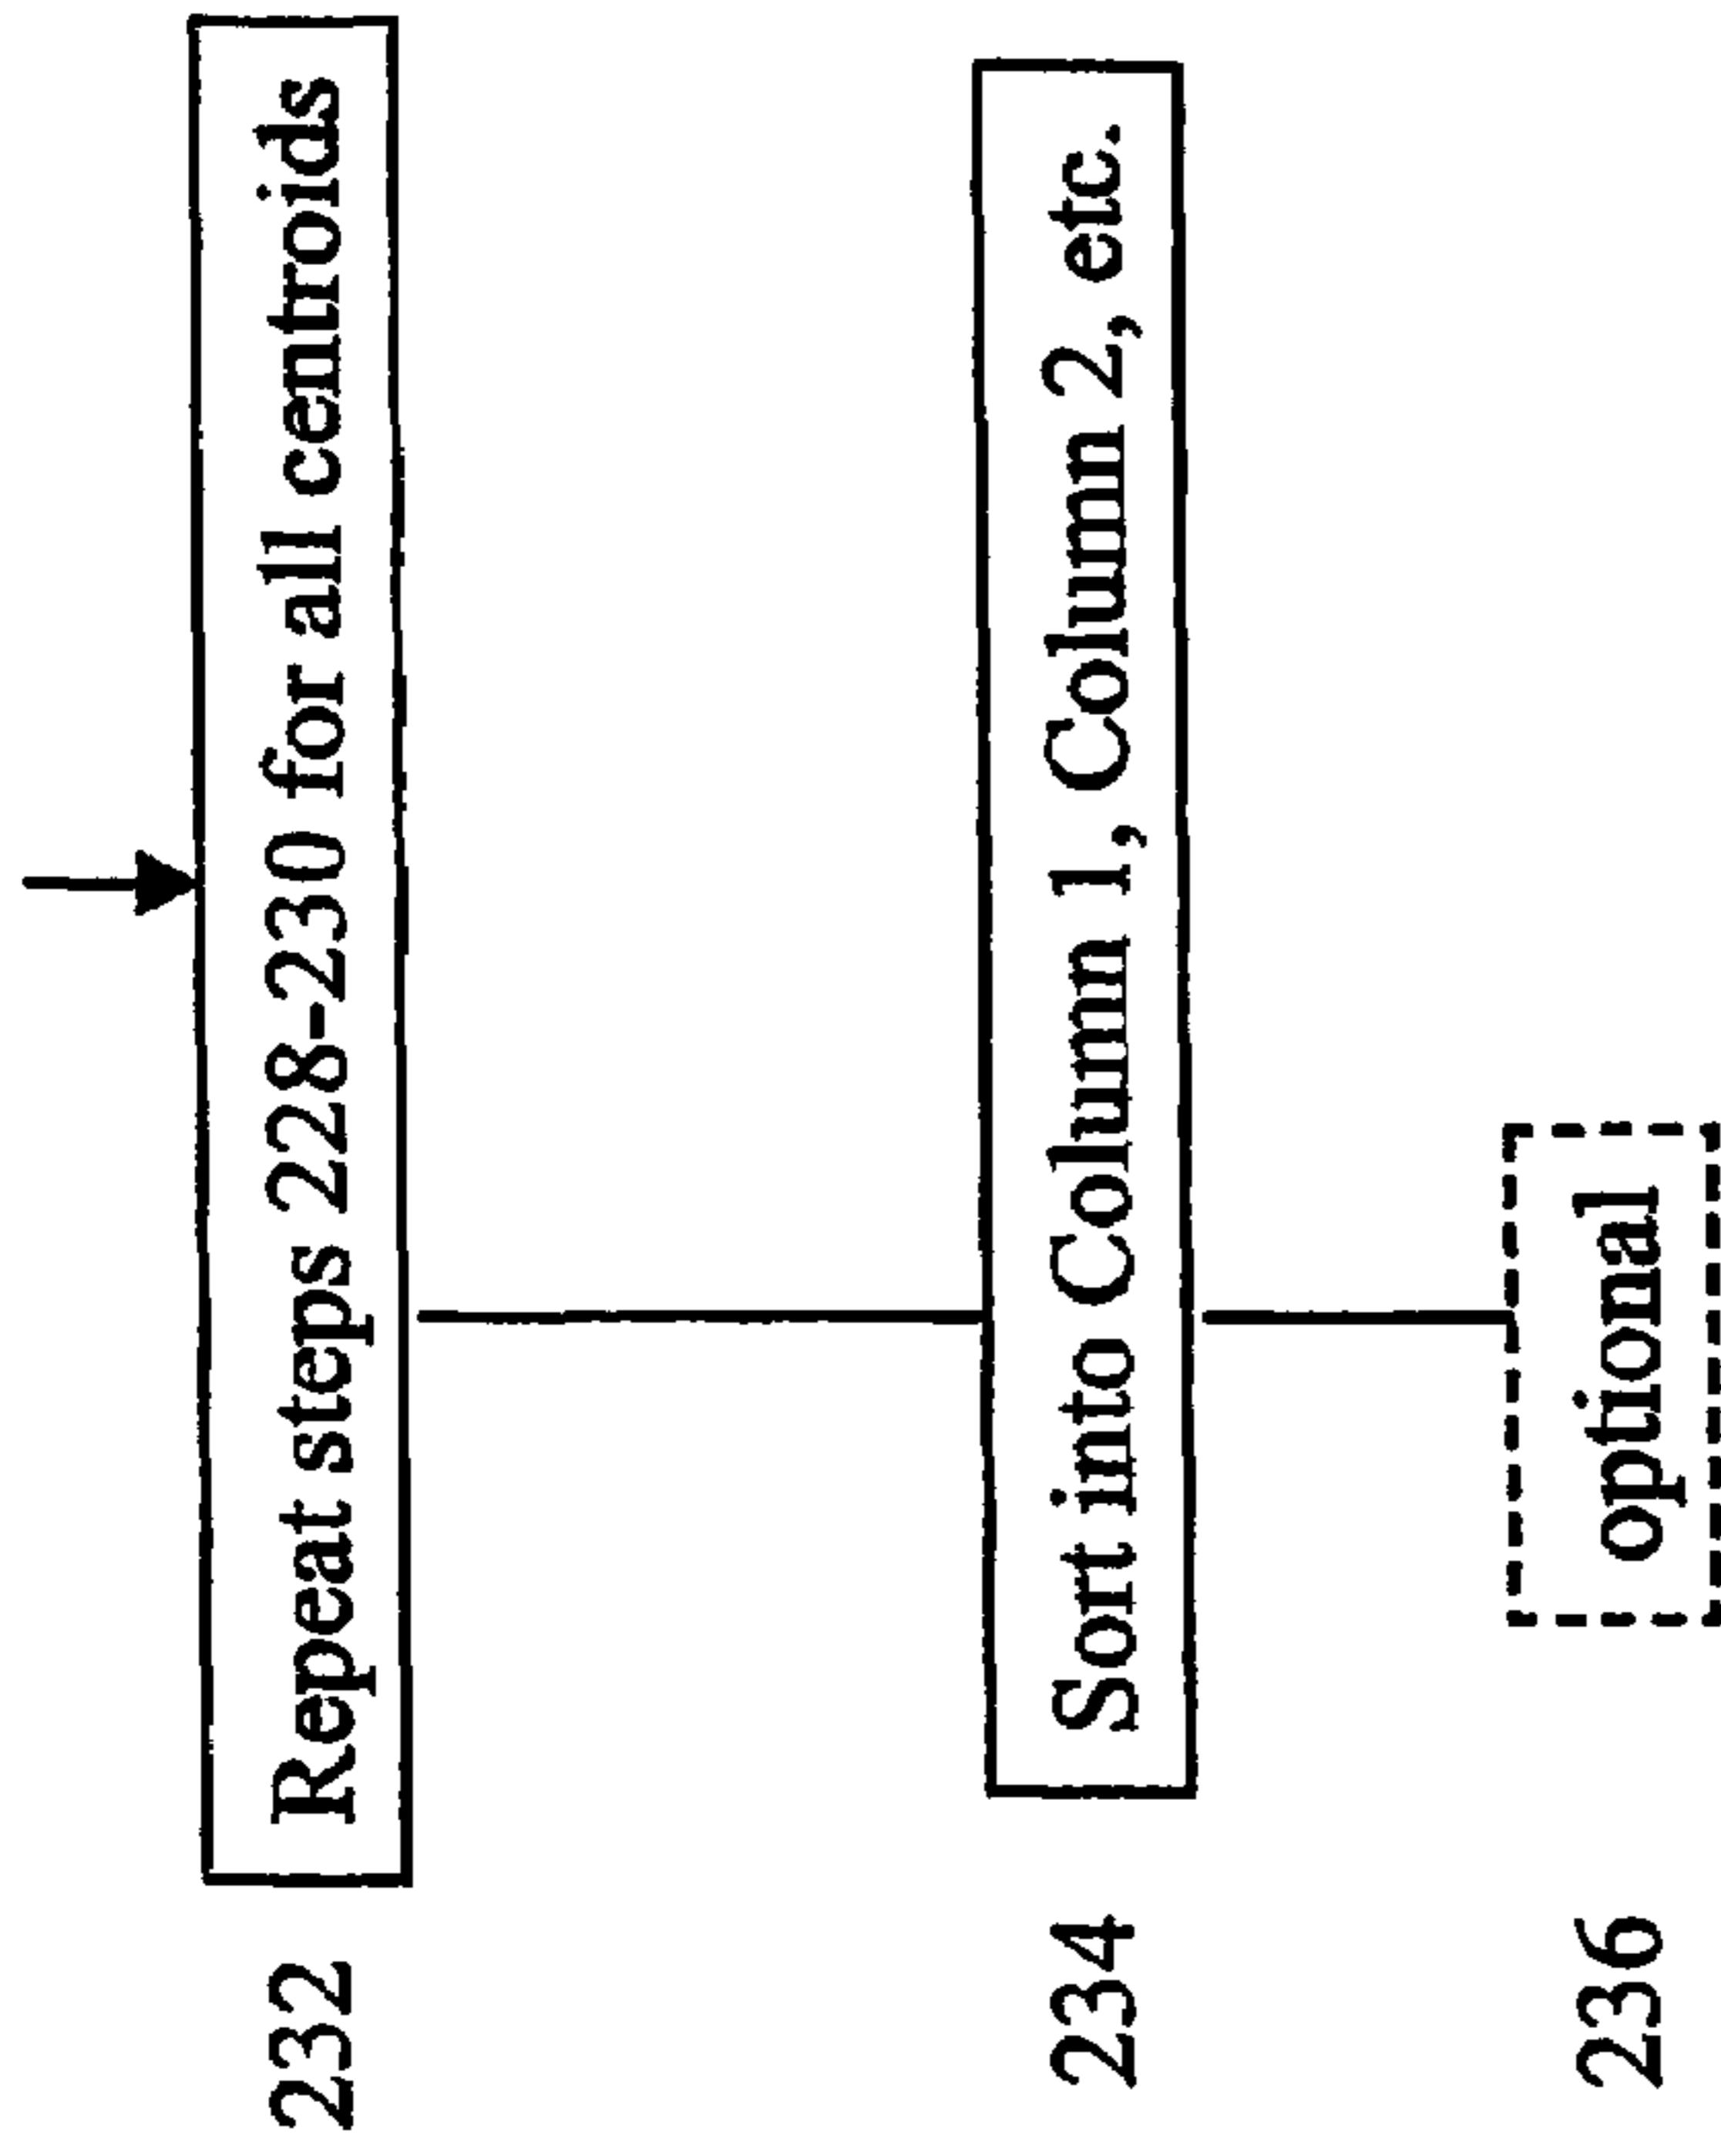 232 Repeat steps 228-230 for all centroids
234 Sort into Column 1, Column 2, etc.
236 optional